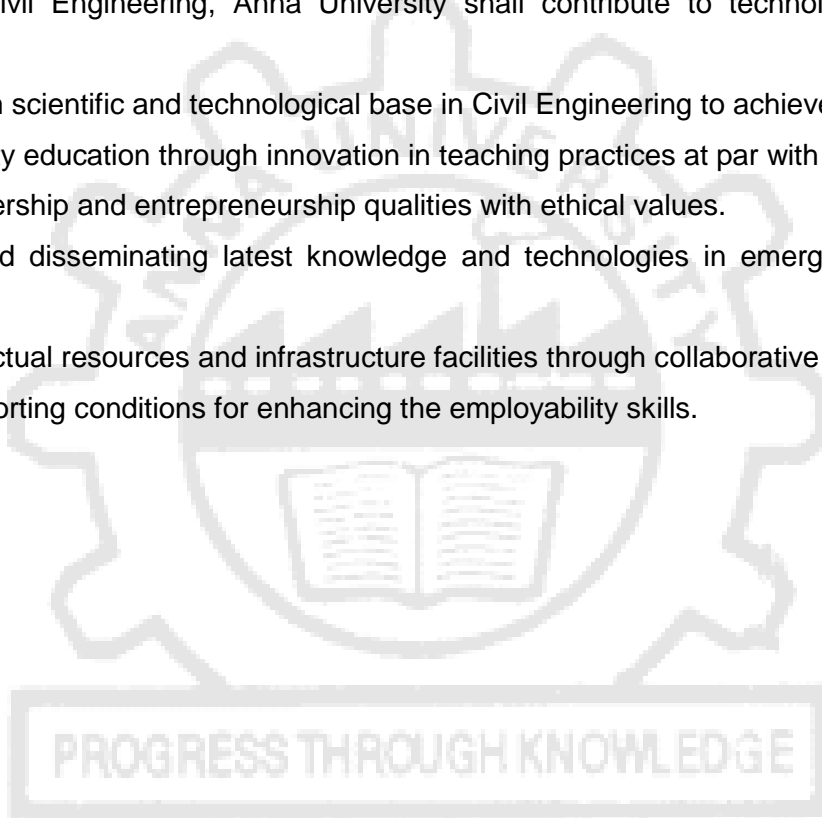 ivil Engineering, Anna University shall contribute to technol
n scientific and technological base in Civil Engineering to achieve
y education through innovation in teaching practices at par with
ership and entrepreneurship qualities with ethical values.
d disseminating latest knowledge and technologies in emerg
ctual resources and infrastructure facilities through collaborative
orting conditions for enhancing the employability skills.
ANNA UNIVERSITY
PROGRESS THROUGH KNOWLEDGE